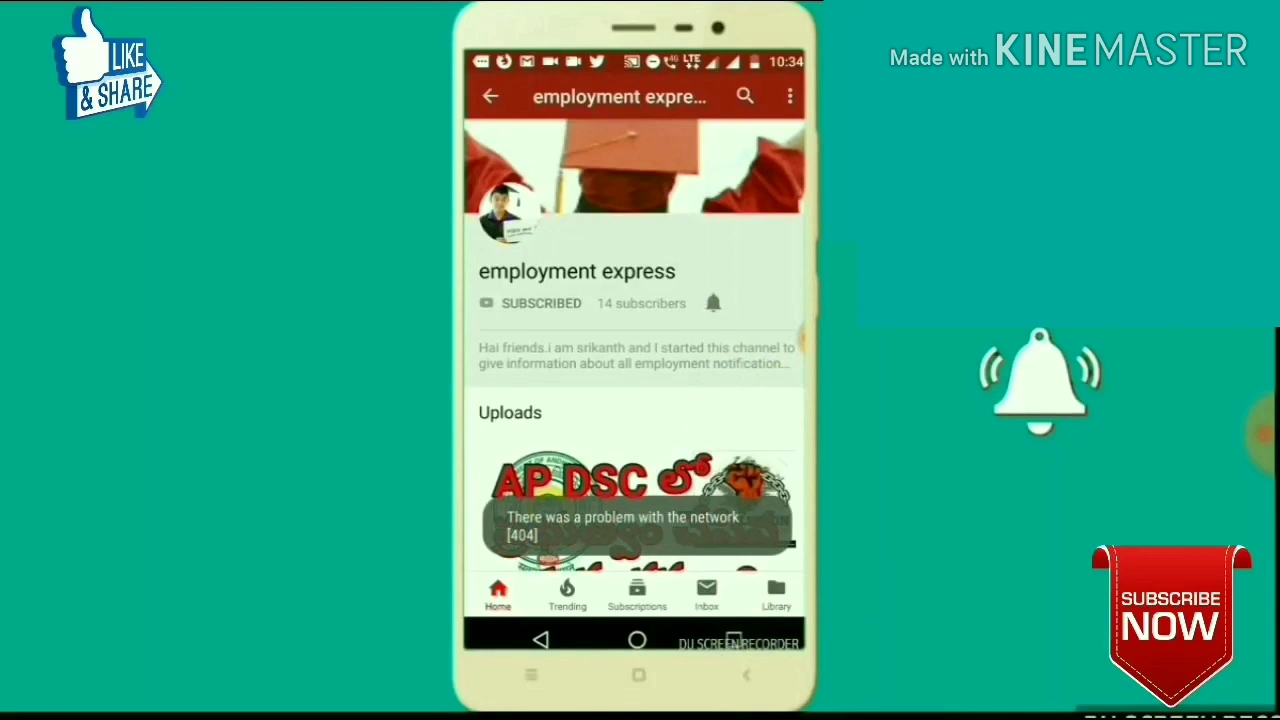 LIKE
& SHARE
Made with KINEMASTER
LTE
10:34
employment expre...
employment express
SUBSCRIBED 14 subscribers
Hai friends.i am srikanth and I started this channel to
give information about all employment notification...
Uploads
AP DSC లో
There was a problem with the network
[404]
Home Trending Subscriptions Inbox Library
DU SCREEN RECORDER
SUBSCRIBE
NOW